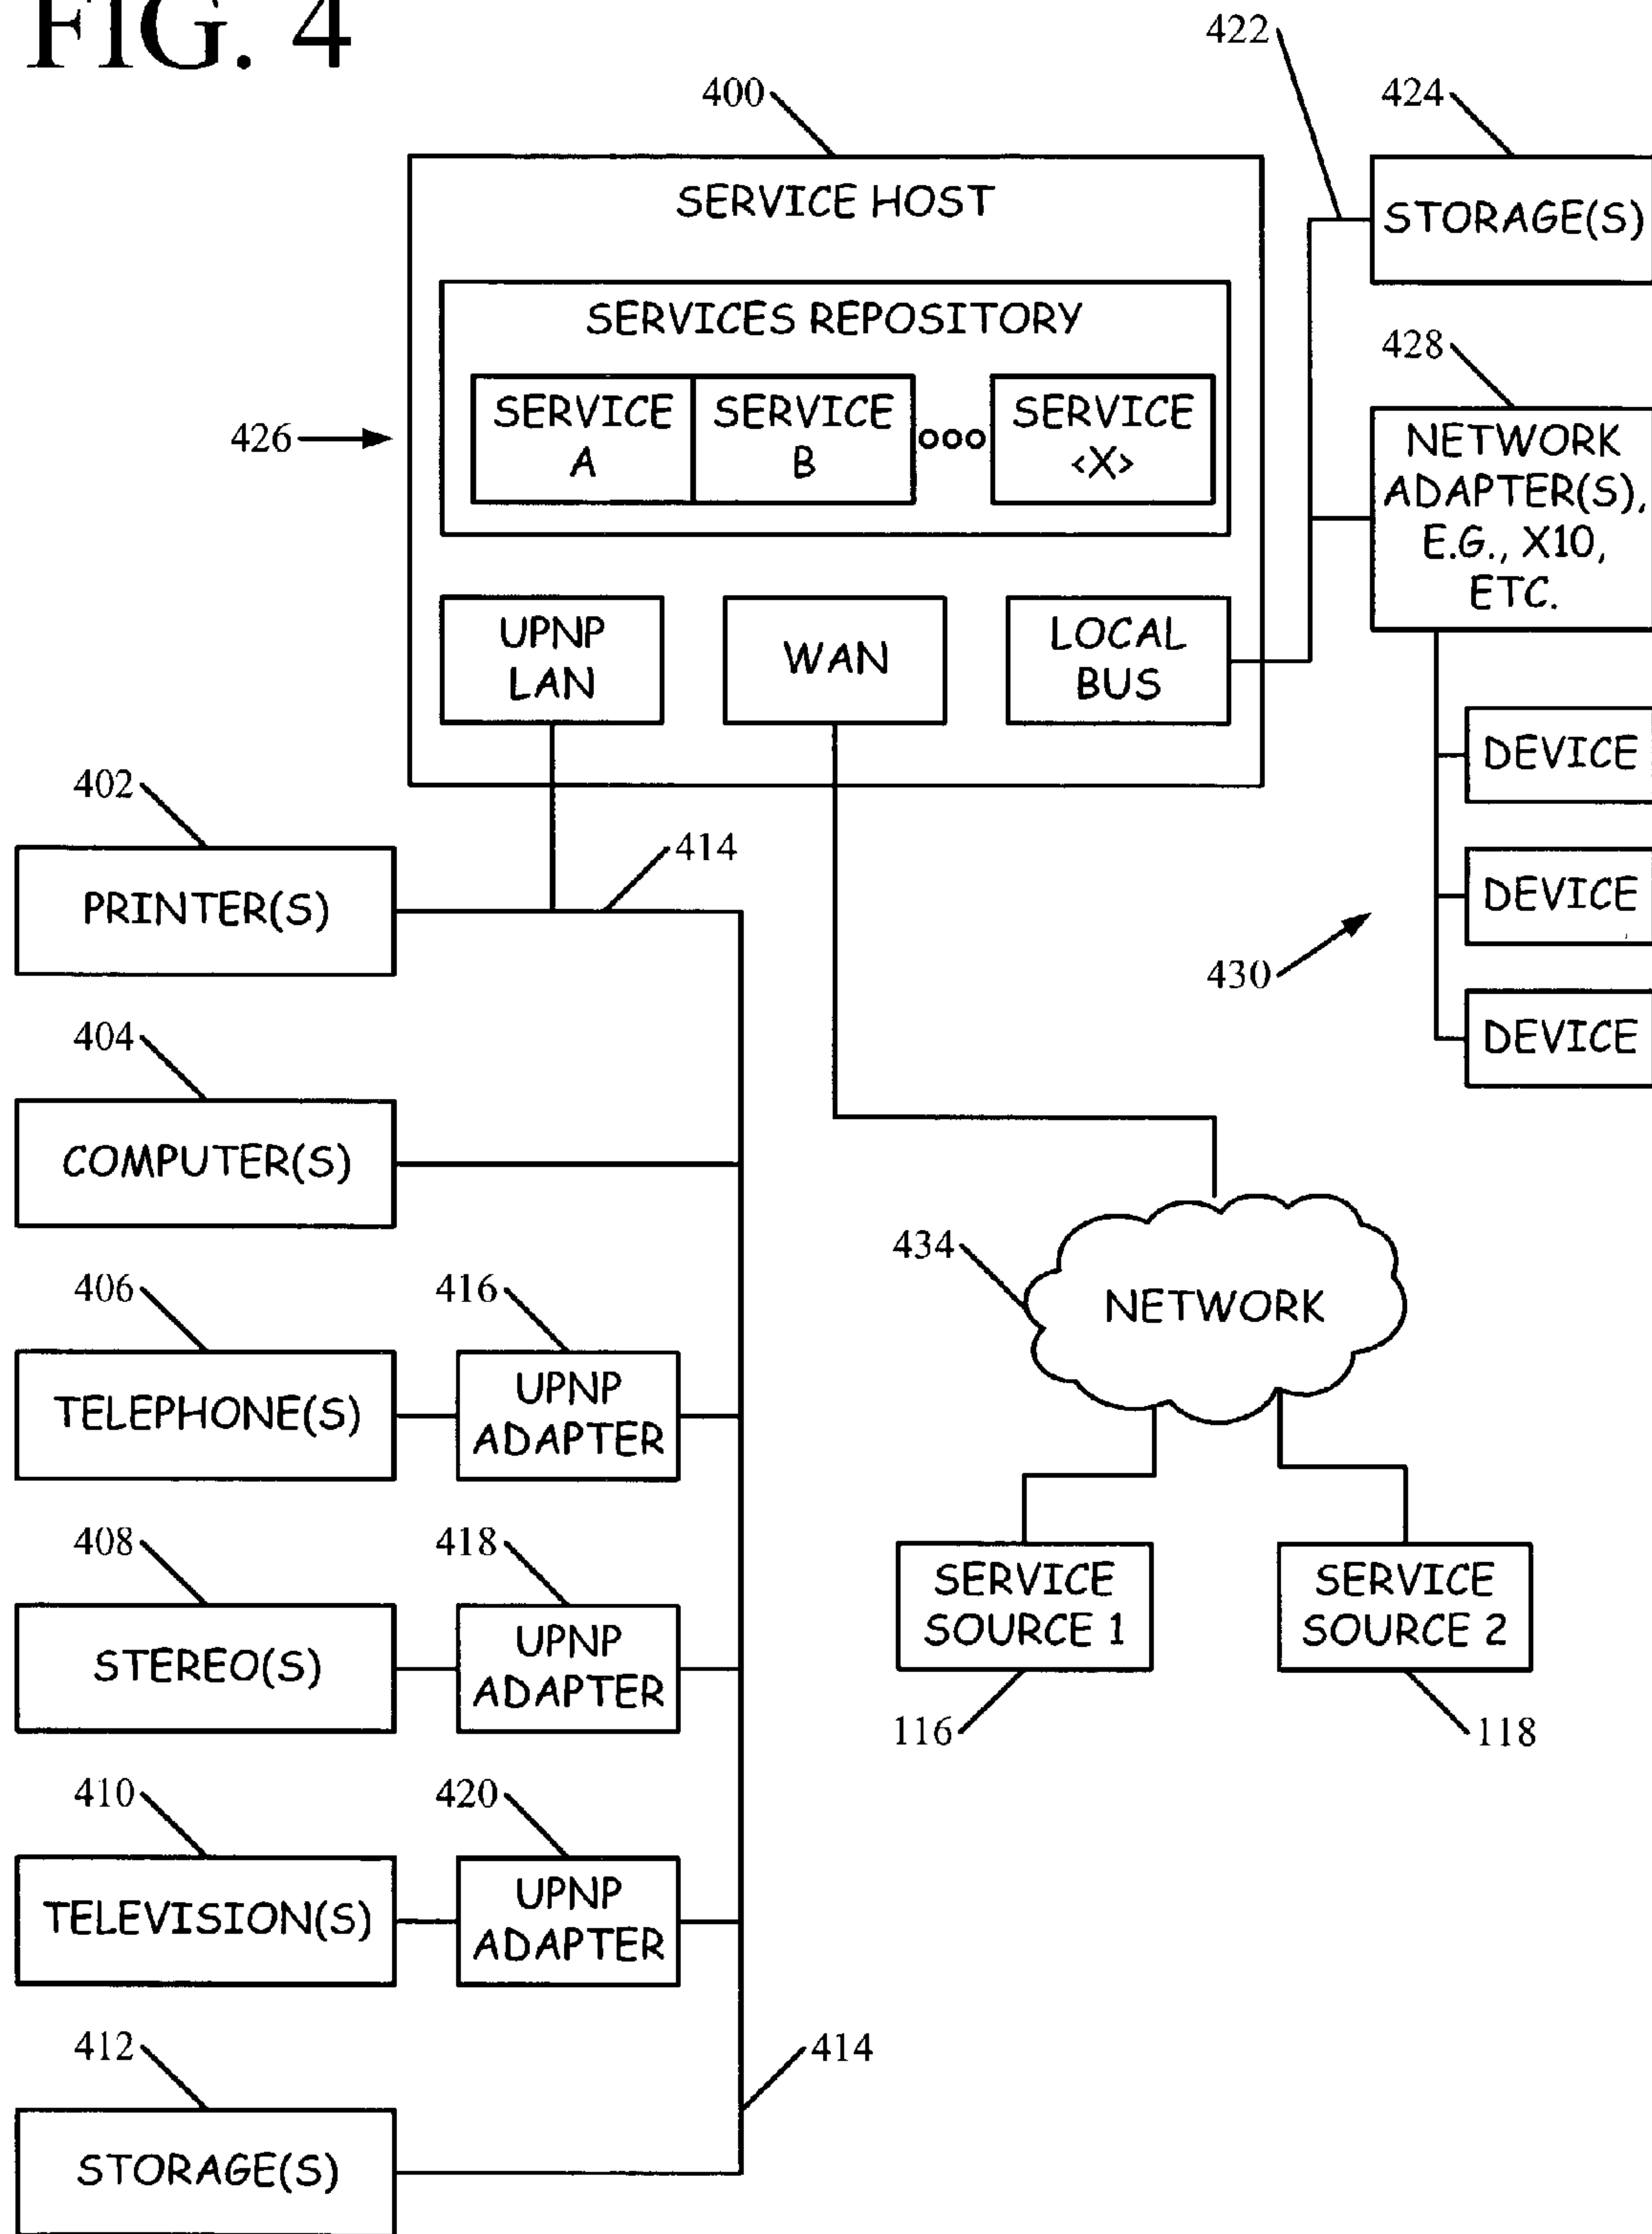 FIG. 4
422
400
424
SERVICE HOST
STORAGE(S)
SERVICES REPOSITORY
428
426
SERVICE
A
SERVICE
B
SERVICE
<X>
NETWORK
ADAPTER(S),
E.G., X10,
ETC.
UPNP
LAN
WAN
LOCAL
BUS
DEVICE
DEVICE
DEVICE
430
402
PRINTER(S)
414
404
COMPUTER(S)
434
NETWORK
406
TELEPHONE(S)
416
UPNP
ADAPTER
408
STEREO(S)
418
UPNP
ADAPTER
SERVICE
SOURCE 1
SERVICE
SOURCE 2
116
118
410
TELEVISION(S)
420
UPNP
ADAPTER
412
STORAGE(S)
414